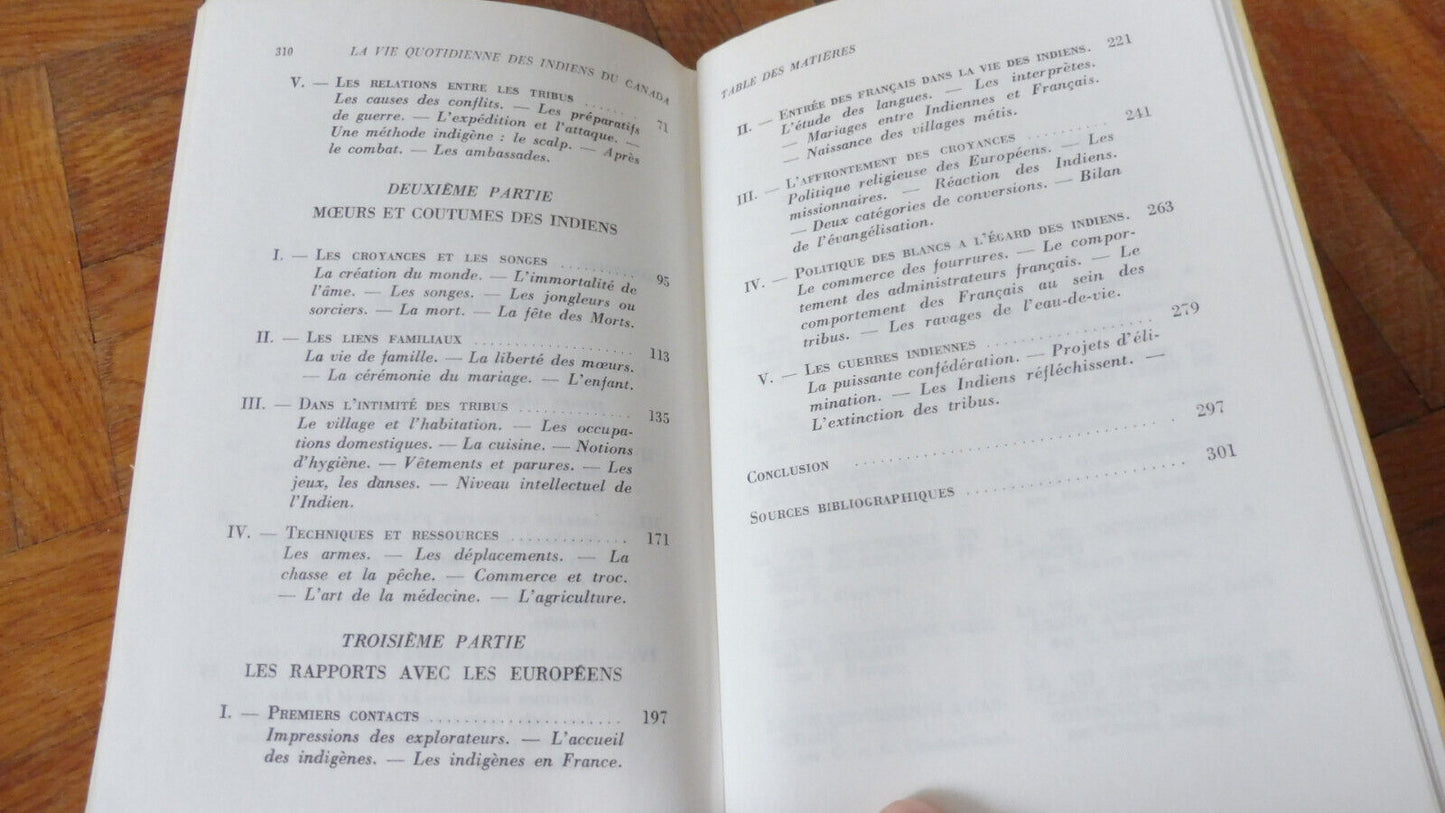 310 LA VIE QUOTIDIENNE DES INDIENS DU CANADA
V. — LES RELATIONS ENTRE LES TRIBUS ........ 71
Les causes des conflits. — Les préparatifs
de guerre. — L'expédition et l'attaque. —
Une méthode indigène : le scalp. — Après
le combat. — Les ambassades.
DEUXIÈME PARTIE
MŒURS ET COUTUMES DES INDIENS
I. — LES CROYANCES ET LES SONGES ........... 95
La création du monde. — L'immortalité de
l'âme. — Les songes. — Les jongleurs ou
sorciers. — La mort. — La fête des Morts.
II. — LES LIENS FAMILIAUX ........................ 113
La vie de famille. — La liberté des mœurs.
— La cérémonie du mariage. — L'enfant.
III. — DANS L'INTIMITÉ DES TRIBUS ................ 135
Le village et l'habitation. — Les occupa-
tions domestiques. — La cuisine. — Notions
d'hygiène. — Vêtements et parures. — Les
jeux, les danses. — Niveau intellectuel de
l'Indien.
IV. — TECHNIQUES ET RESSOURCES ............... 171
Les armes. — Les déplacements. — La
chasse et la pêche. — Commerce et troc.
— L'art de la médecine. — L'agriculture.
TROISIÈME PARTIE
LES RAPPORTS AVEC LES EUROPÉENS
I. — PREMIERS CONTACTS ....................... 197
Impressions des explorateurs. — L'accueil
des indigènes. — Les indigènes en France.
TABLE DES MATIÈRES
II. — ENTRÉE DES FRANÇAIS DANS LA VIE DES INDIENS. 221
L'étude des langues. — Les interprètes.
— Mariages entre Indiennes et Français.
— Naissance des villages métis.
III. — L'AFFRONTEMENT DES CROYANCES .......... 241
Politique religieuse des Européens. — Les
missionnaires. — Réaction des Indiens.
— Deux catégories de conversions. — Bilan
de l'évangélisation.
IV. — POLITIQUE DES BLANCS A L'ÉGARD DES INDIENS. 263
Le commerce des fourrures. — Le compor-
tement des administrateurs français. — Le
comportement des Français au sein des
tribus. — Les ravages de l'eau-de-vie.
V. — LES GUERRES INDIENNES ..................... 279
La puissante confédération. — Projets d'éli-
mination. — Les Indiens réfléchissent. —
L'extinction des tribus.
CONCLUSION ........................................ 297
SOURCES BIBLIOGRAPHIQUES ........................ 301